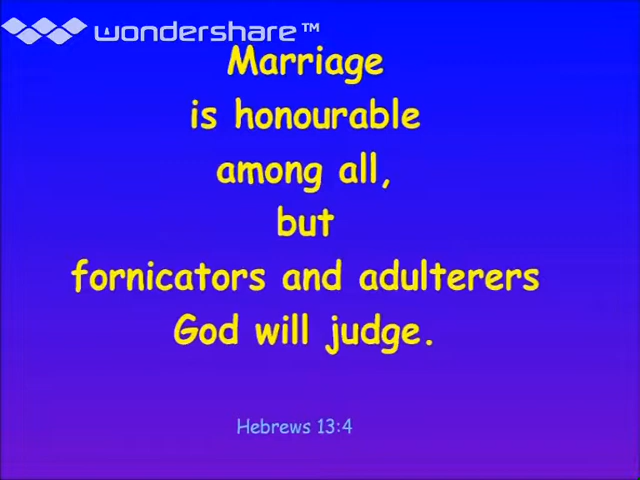 wondershare™
Marriage
is honourable
among all,
but
fornicators and adulterers
God will judge.
Hebrews 13:4